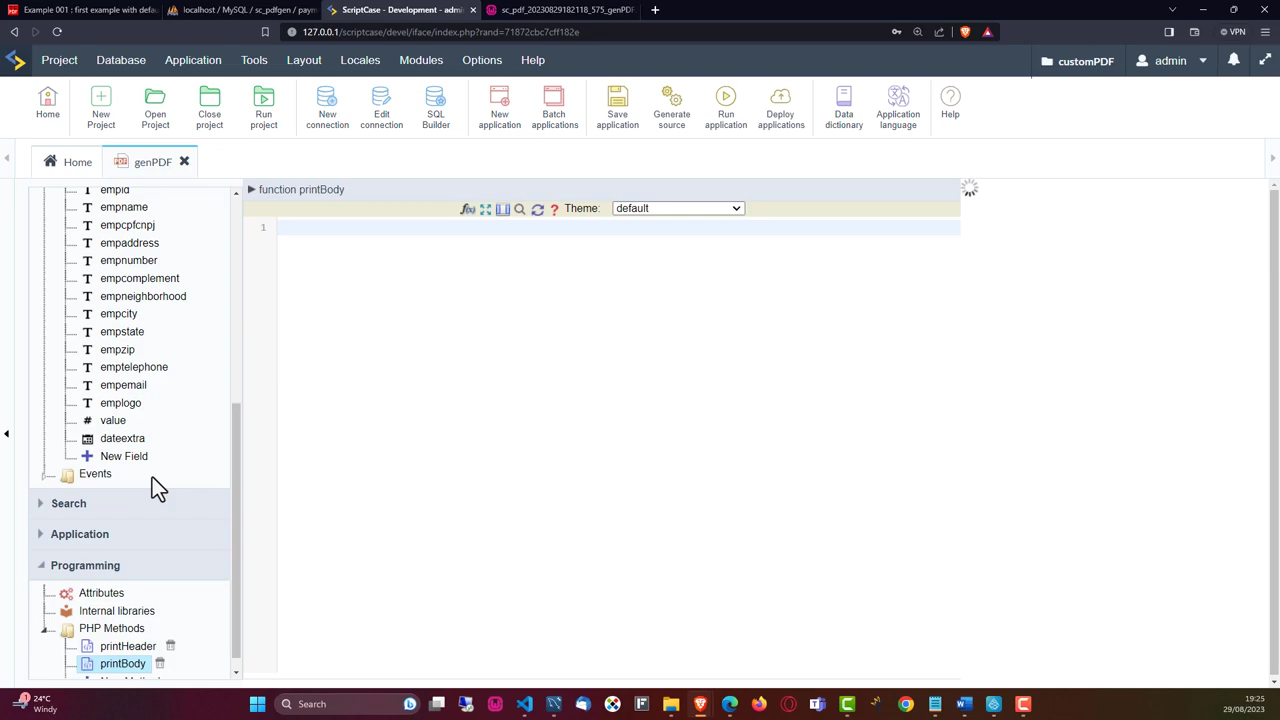 Example 001 : first example with defau
localhost / MySQL / sc_pdfgen / paym
ScriptCase - Development - admi
sc_pdf_20230829182118_575_genPDF
127.0.0.1/scriptcase/devel/iface/index.php?rand=71872cbc7cff182e
VPN
Project Database Application Tools Locales Layout Modules Options Help
customPDF
admin
Home
New Project
Open Project
Close project
Run project
New connection
Edit connection
SQL Builder
New application
Batch applications
Save application
Generate source
Run application
Deploy applications
Data dictionary
Application language
Help
Home
genPDF
empid
empname
empcpfcnpj
empaddress
empnumber
empcomplement
empneighborhood
empcity
empstate
empzip
emptelephone
empemail
emplogo
value
dateextra
New Field
Events
Search
Application
Programming
Attributes
Internal libraries
PHP Methods
printHeader
printBody
function printBody
Theme: default
1
24°C
Windy
Search
19:25
29/08/2023